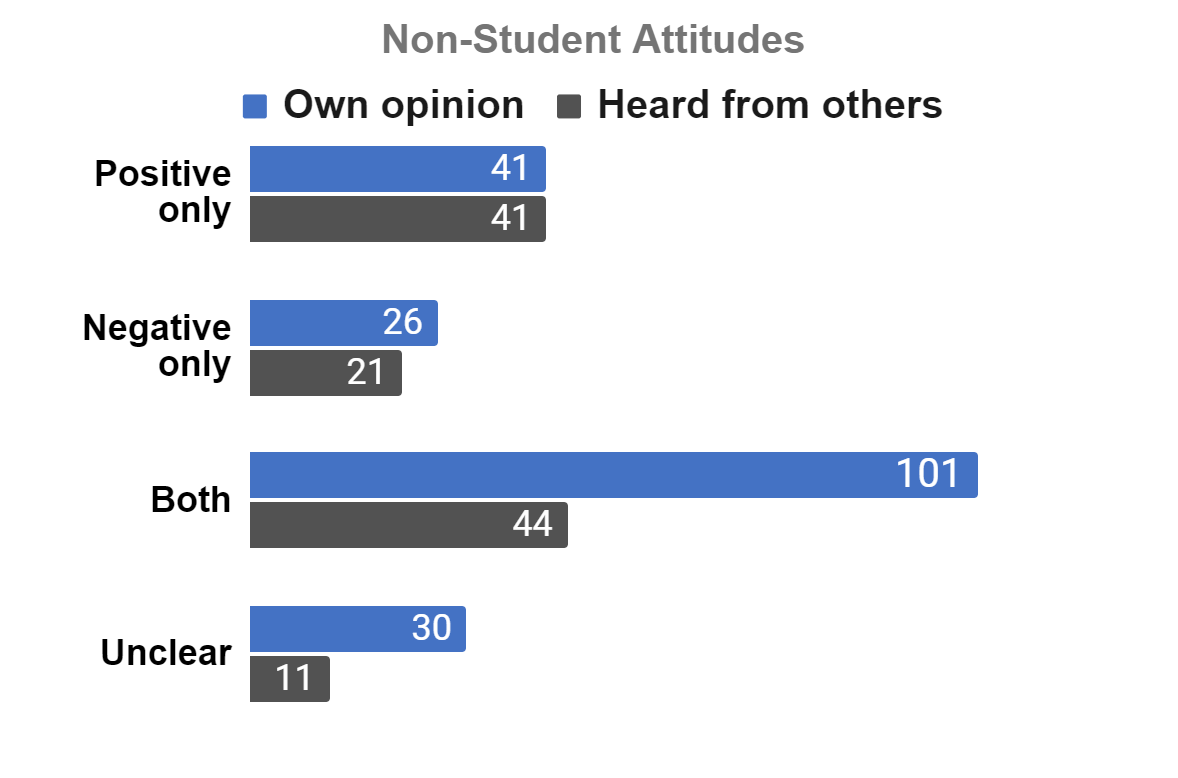 Non-Student Attitudes
Own opinion Heard from others
Positive
only
41
41
Negative
only
26
21
Both
101
44
Unclear
30
11